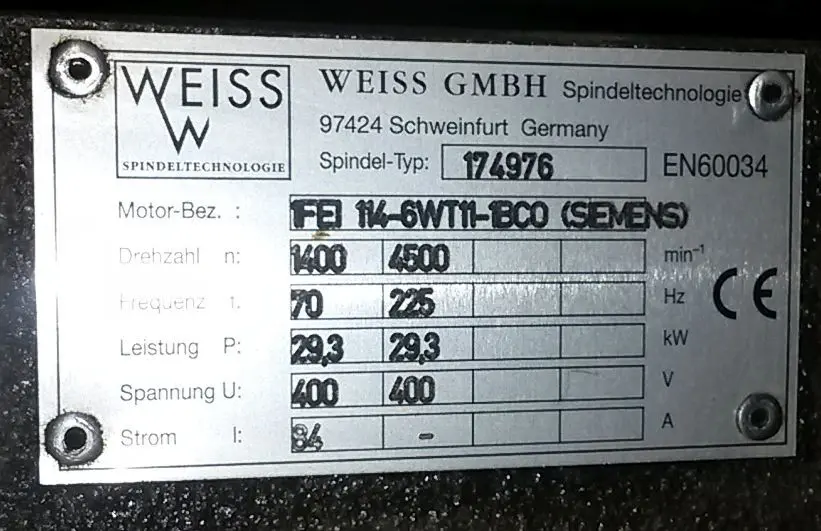 WEISS
W
SPINDELTECHNOLOGIE
WEISS GMBH Spindeltechnologie
97424 Schweinfurt Germany
Spindel-Typ: 174976 EN60034
Motor-Bez. : 1FE1 114-6WT11-1BC0 (SIEMENS)
Drehzahl n: 1400 4500 min⁻¹
Frequenz f: 70 225 Hz
Leistung P: 29,3 29,3 kW
Spannung U: 400 400 V
Strom I: 84 - A
CE